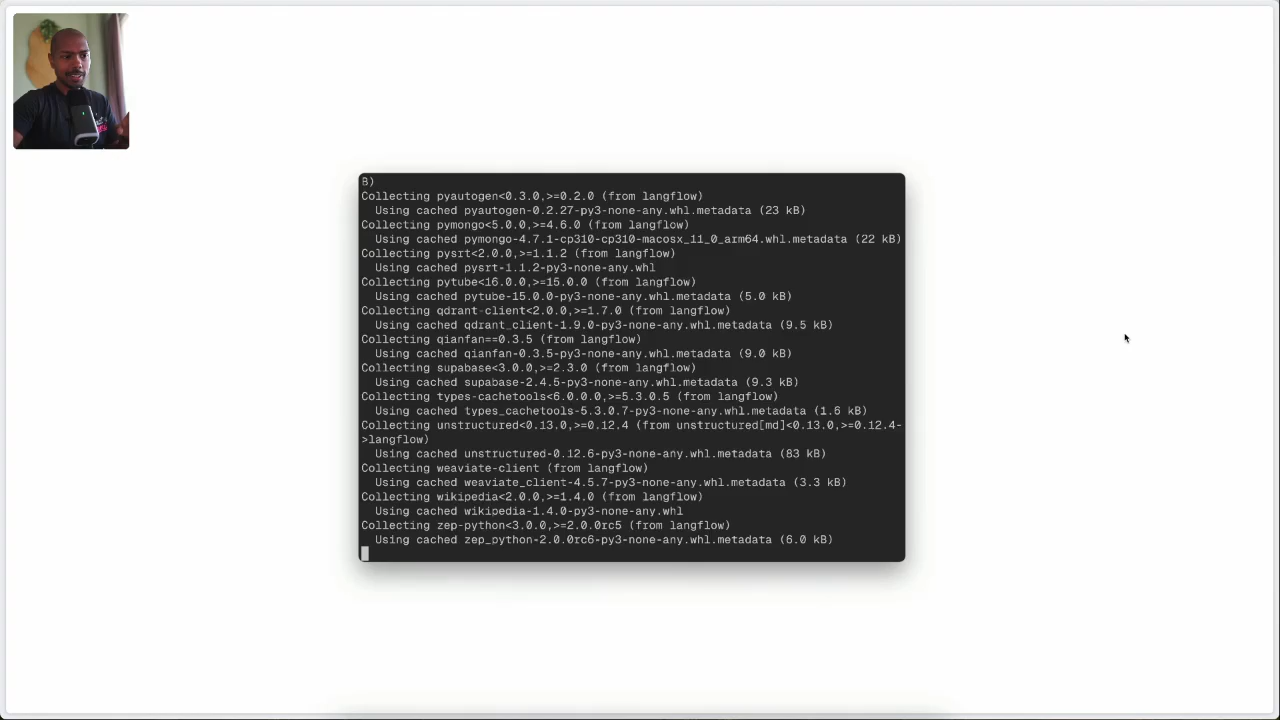 B)
Collecting pyautogen<0.3.0,>=0.2.0 (from langflow)
  Using cached pyautogen-0.2.27-py3-none-any.whl.metadata (23 kB)
Collecting pymongo<5.0.0,>=4.6.0 (from langflow)
  Using cached pymongo-4.7.1-cp310-cp310-macosx_11_0_arm64.whl.metadata (22 kB)
Collecting pysrt<2.0.0,>=1.1.2 (from langflow)
  Using cached pysrt-1.1.2-py3-none-any.whl
Collecting pytube<16.0.0,>=15.0.0 (from langflow)
  Using cached pytube-15.0.0-py3-none-any.whl.metadata (5.0 kB)
Collecting qdrant-client<2.0.0,>=1.7.0 (from langflow)
  Using cached qdrant_client-1.9.0-py3-none-any.whl.metadata (9.5 kB)
Collecting qianfan==0.3.5 (from langflow)
  Using cached qianfan-0.3.5-py3-none-any.whl.metadata (9.0 kB)
Collecting supabase<3.0.0,>=2.3.0 (from langflow)
  Using cached supabase-2.4.5-py3-none-any.whl.metadata (9.3 kB)
Collecting types-cachetools<6.0.0.0,>=5.3.0.5 (from langflow)
  Using cached types_cachetools-5.3.0.7-py3-none-any.whl.metadata (1.6 kB)
Collecting unstructured<0.13.0,>=0.12.4 (from unstructured[md]<0.13.0,>=0.12.4-
>langflow)
  Using cached unstructured-0.12.6-py3-none-any.whl.metadata (83 kB)
Collecting weaviate-client (from langflow)
  Using cached weaviate_client-4.5.7-py3-none-any.whl.metadata (3.3 kB)
Collecting wikipedia<2.0.0,>=1.4.0 (from langflow)
  Using cached wikipedia-1.4.0-py3-none-any.whl
Collecting zep-python<3.0.0,>=2.0.0rc5 (from langflow)
  Using cached zep_python-2.0.0rc6-py3-none-any.whl.metadata (6.0 kB)